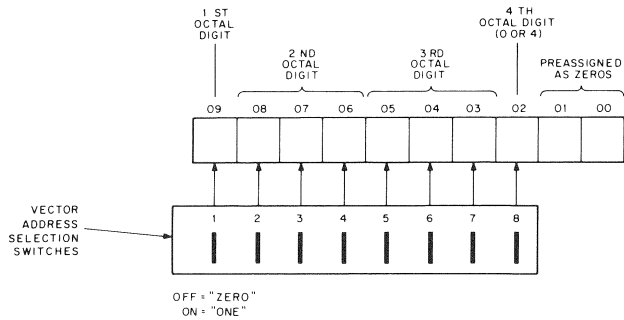 1 ST
OCTAL
DIGIT
4 TH
OCTAL DIGIT
(0 OR 4)
2 ND
OCTAL
DIGIT
3 RD
OCTAL
DIGIT
PREASSIGNED
AS ZEROS
09 08 07 06 05 04 03 02 01 00
VECTOR
ADDRESS
SELECTION
SWITCHES
1 2 3 4 5 6 7 8
OFF = "ZERO"
ON = "ONE"